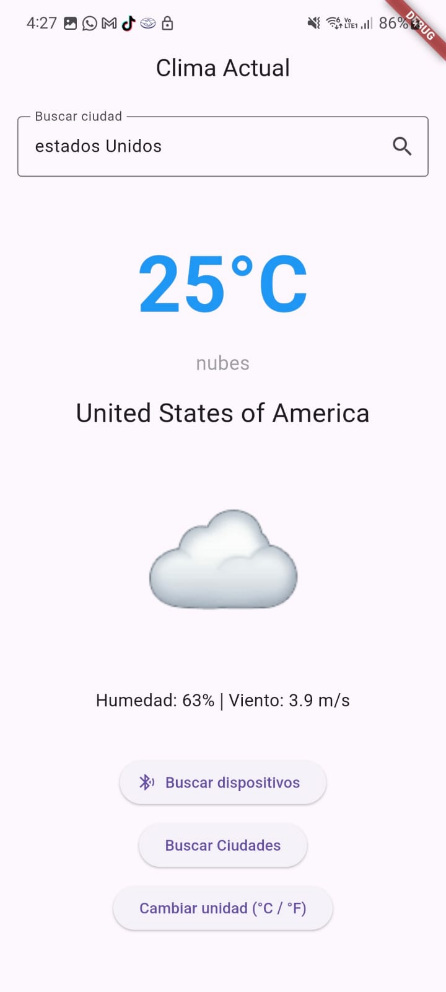 4:27
86%
DEBUG
Clima Actual
Buscar ciudad
estados Unidos
25°C
nubes
United States of America
Humedad: 63% | Viento: 3.9 m/s
Buscar dispositivos
Buscar Ciudades
Cambiar unidad (°C / °F)